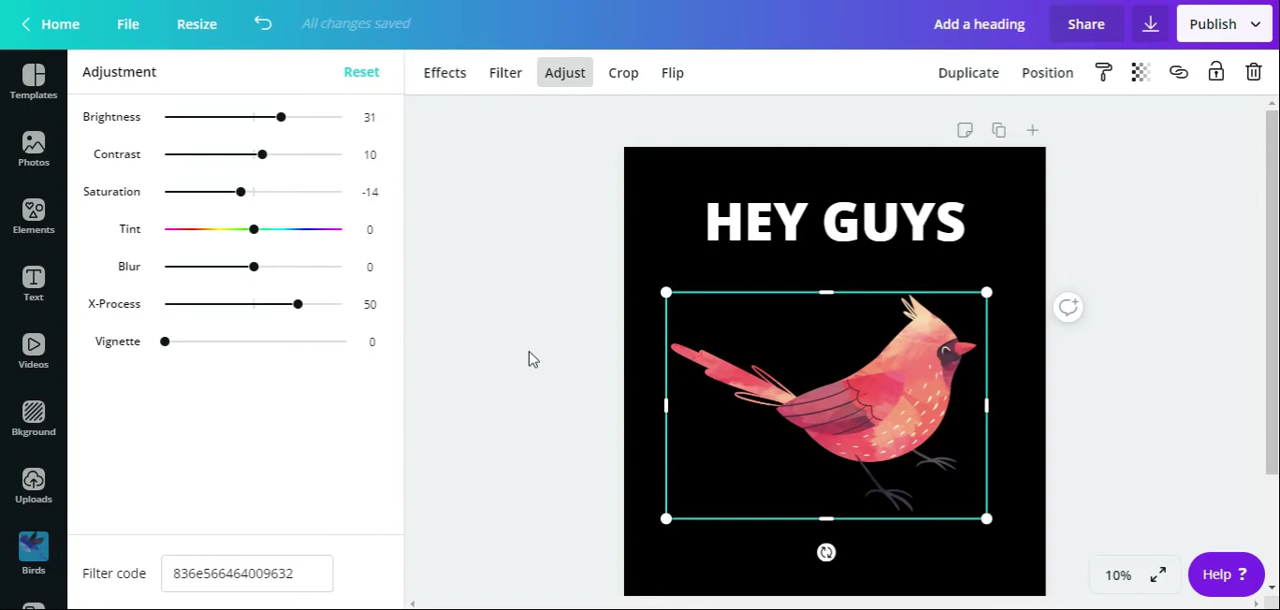 Home File Resize All changes saved Add a heading Share Publish
Templates
Photos
Elements
Text
Videos
Bkground
Uploads
Birds
Adjustment Reset
Brightness 31
Contrast 10
Saturation -14
Tint 0
Blur 0
X-Process 50
Vignette 0
Filter code 836e566464009632
Effects Filter Adjust Crop Flip Duplicate Position
HEY GUYS
10% Help ?